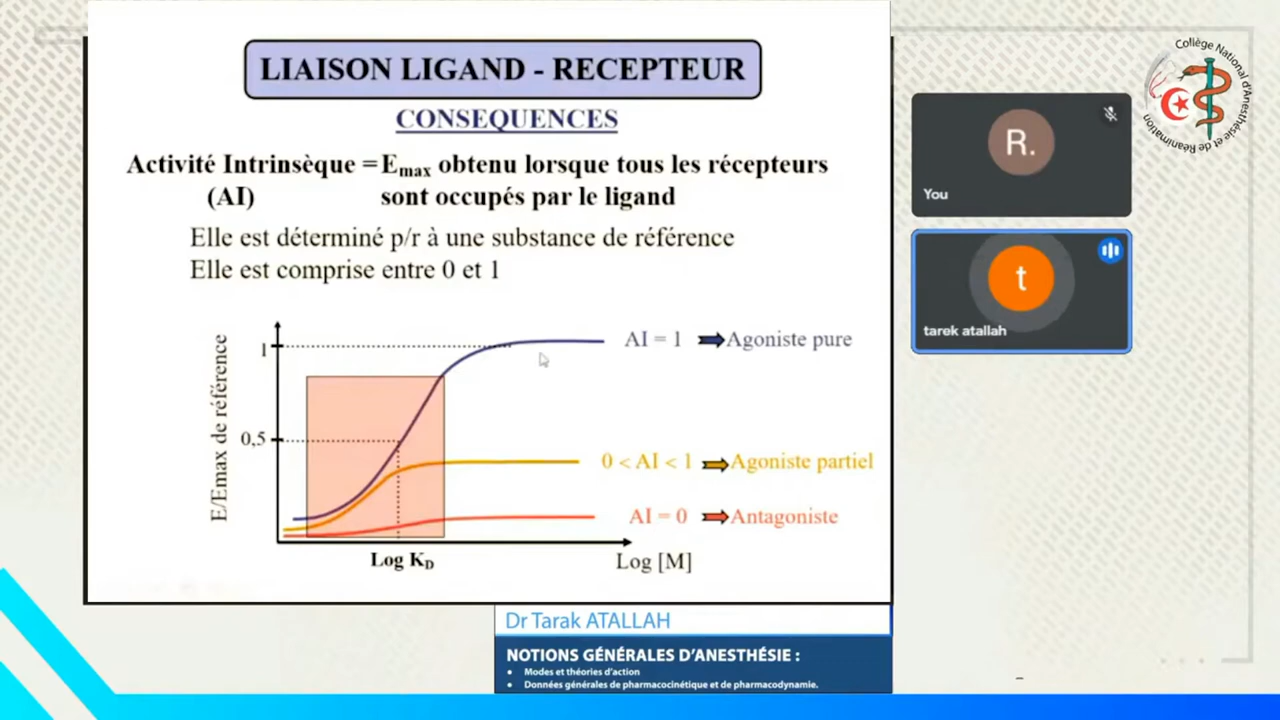 LIAISON LIGAND - RECEPTEUR
CONSEQUENCES
Activité Intrinsèque = Emax obtenu lorsque tous les récepteurs
(AI) sont occupés par le ligand
Elle est déterminé p/r à une substance de référence
Elle est comprise entre 0 et 1
E/Emax de référence
1
0,5
AI = 1 Agoniste pure
0 < AI < 1 Agoniste partiel
AI = 0 Antagoniste
Log KD
Log [M]
Dr Tarak ATALLAH
NOTIONS GÉNÉRALES D'ANESTHÉSIE :
• Modes et théories d'action
• Données générales de pharmacocinétique et de pharmacodynamie.
R.
You
t
tarek atallah
Collège National d'Anesthésie et de Réanimation